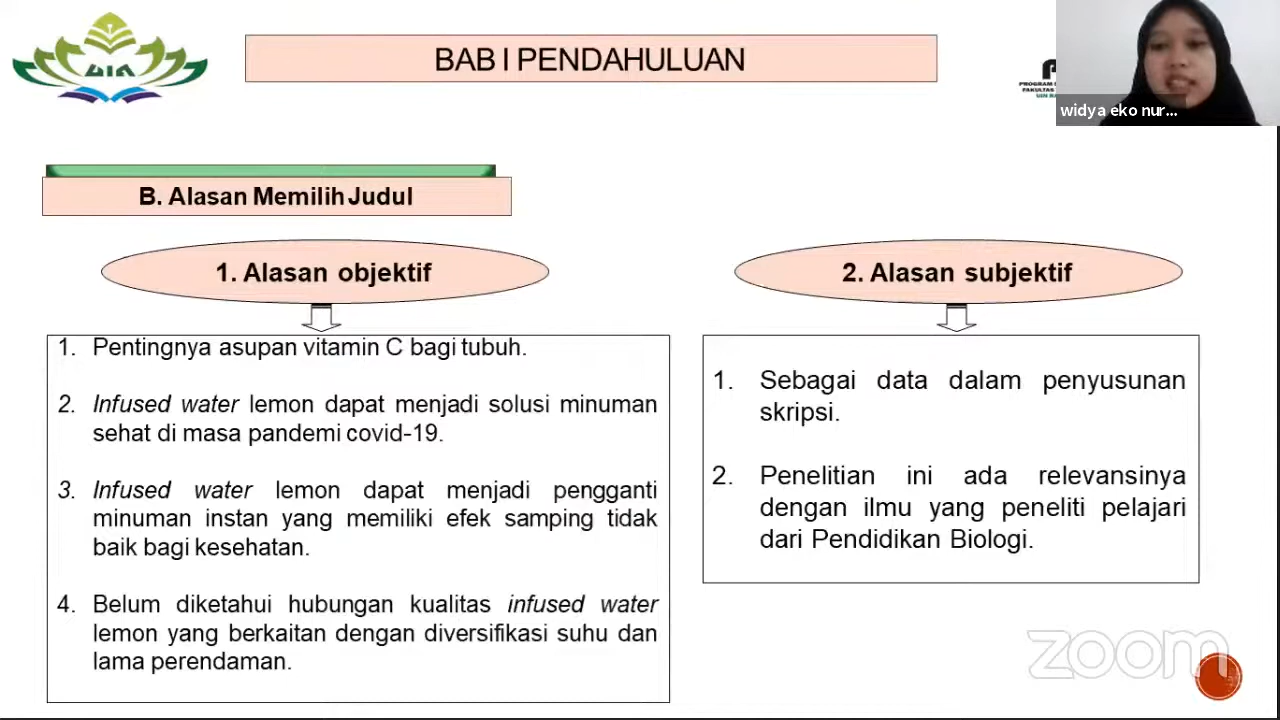 UIN
BAB I PENDAHULUAN
PROGRAM
FAKULTAS
UIN
widya eko nur...
B. Alasan Memilih Judul
1. Alasan objektif
1. Pentingnya asupan vitamin C bagi tubuh.
2. Infused water lemon dapat menjadi solusi minuman
sehat di masa pandemi covid-19.
3. Infused water lemon dapat menjadi pengganti
minuman instan yang memiliki efek samping tidak
baik bagi kesehatan.
4. Belum diketahui hubungan kualitas infused water
lemon yang berkaitan dengan diversifikasi suhu dan
lama perendaman.
2. Alasan subjektif
1. Sebagai data dalam penyusunan
skripsi.
2. Penelitian ini ada relevansinya
dengan ilmu yang peneliti pelajari
dari Pendidikan Biologi.
zoom